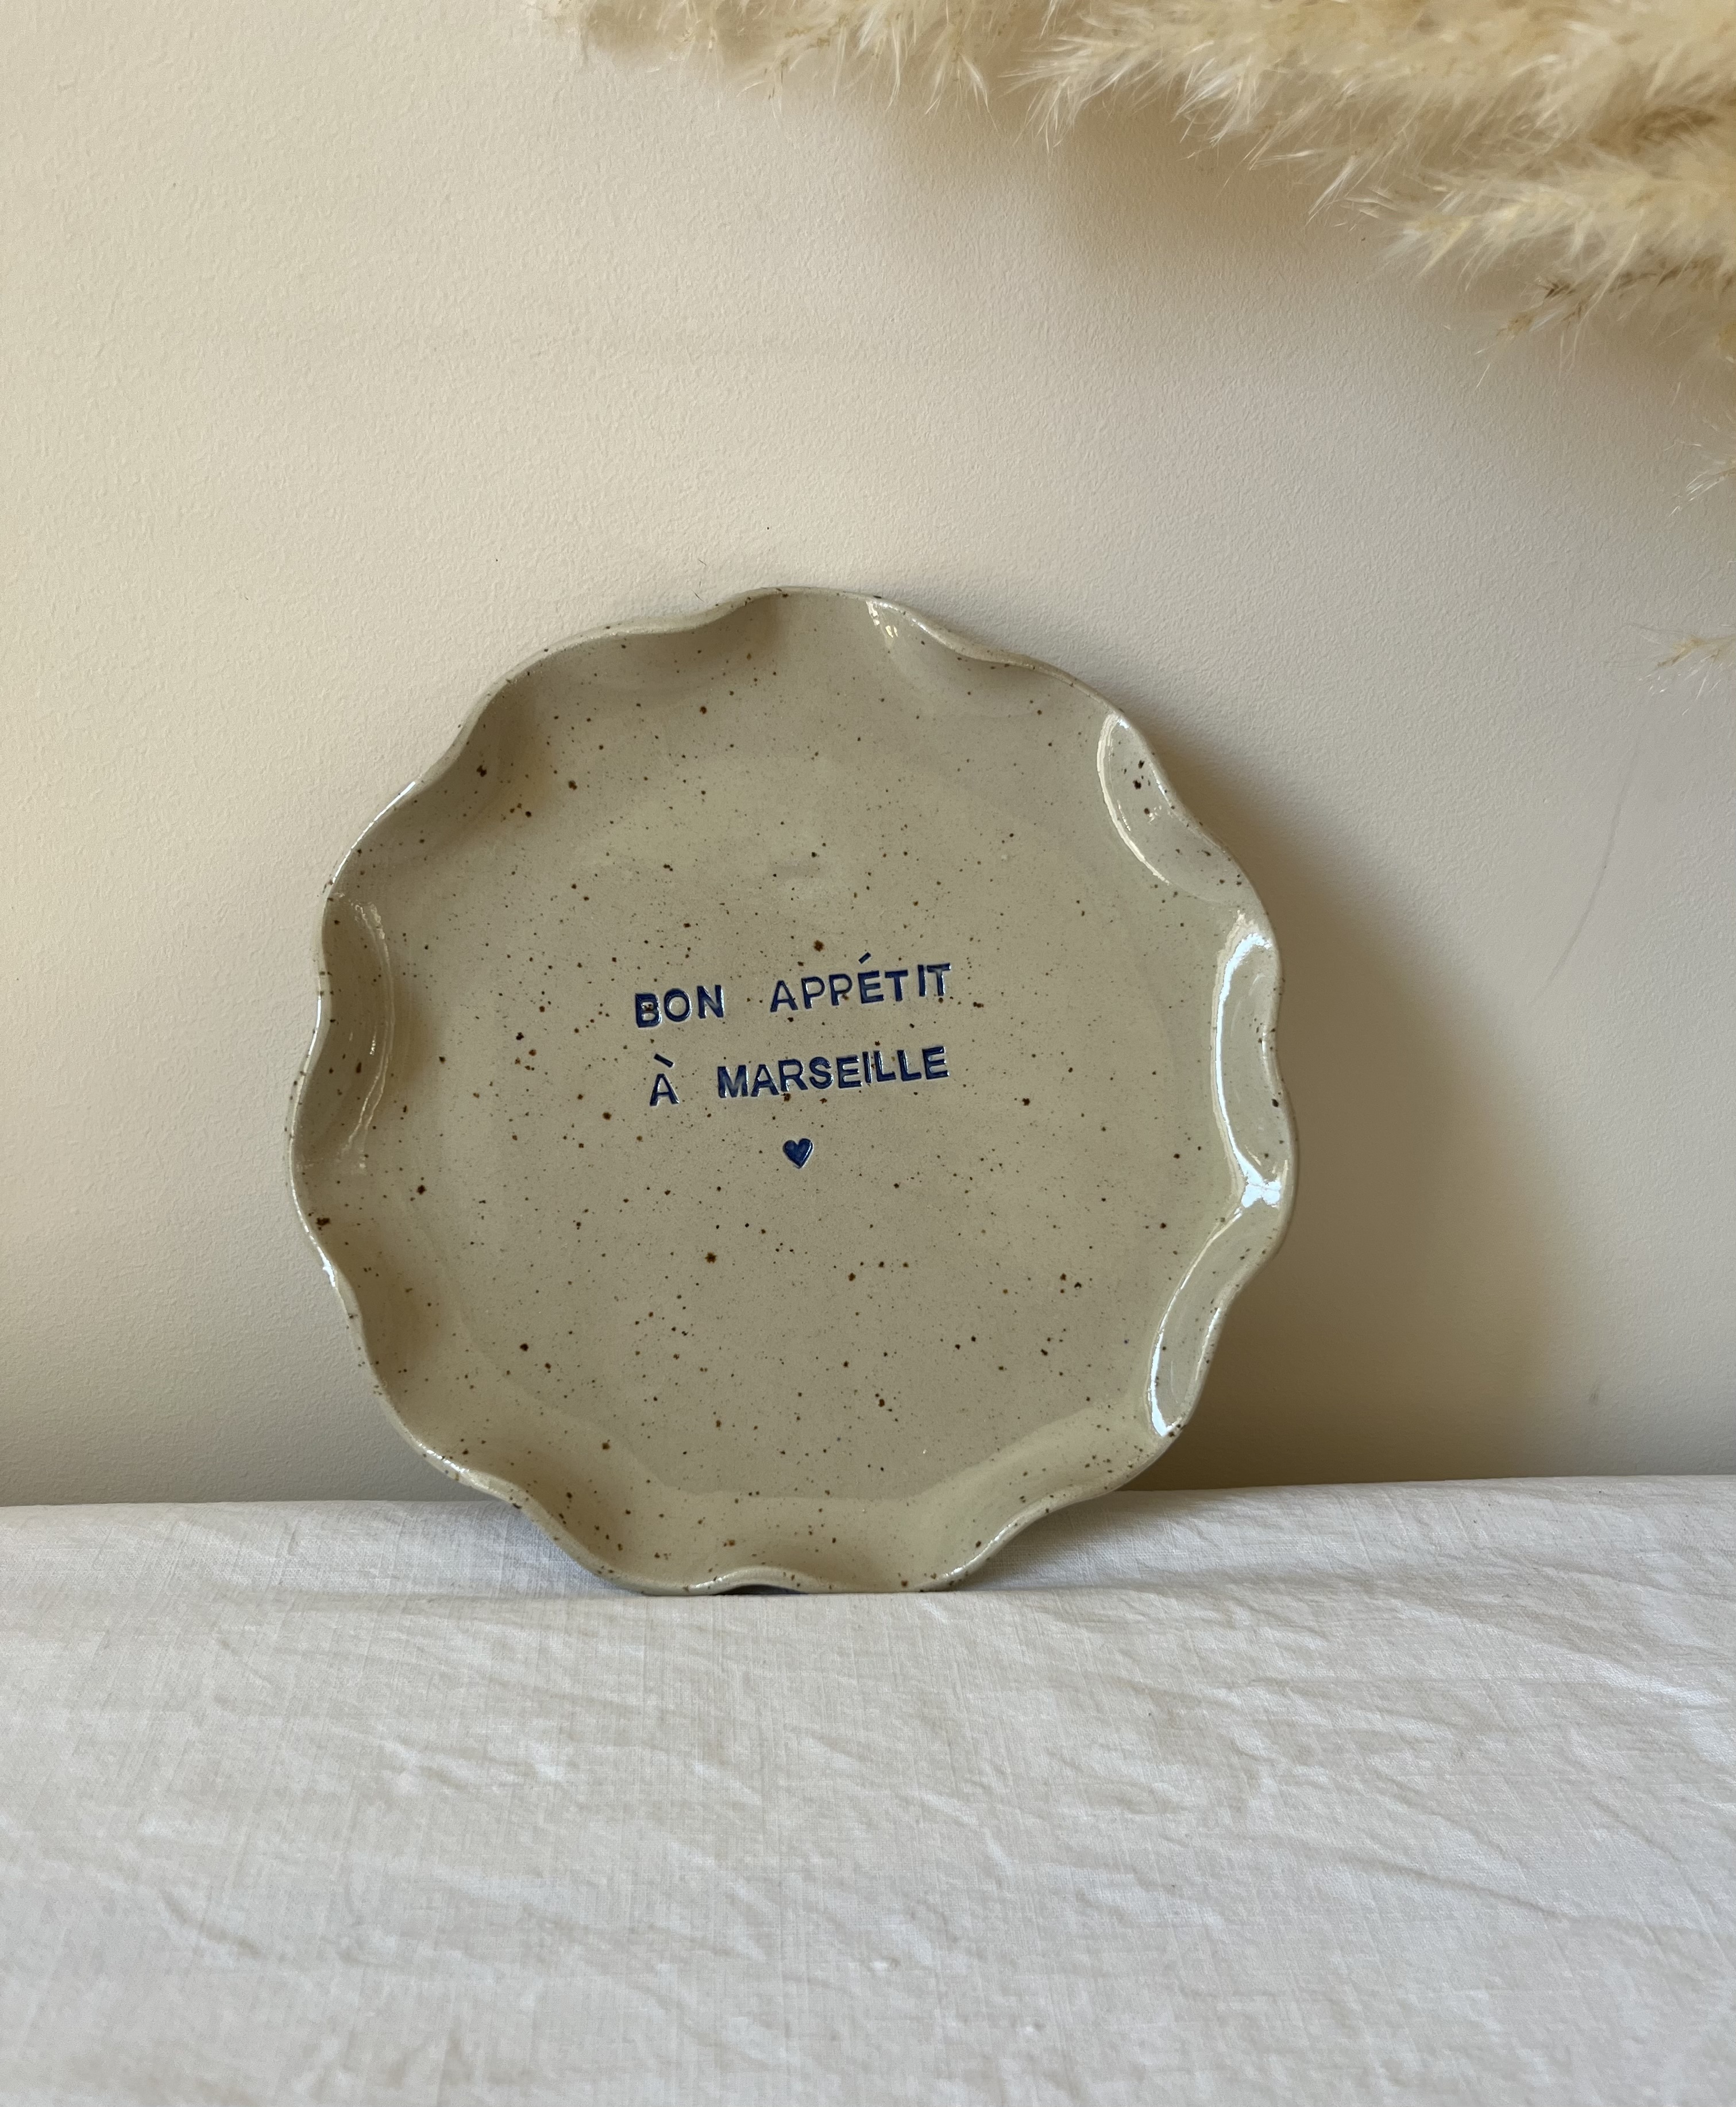 BON APPÉTIT
À MARSEILLE